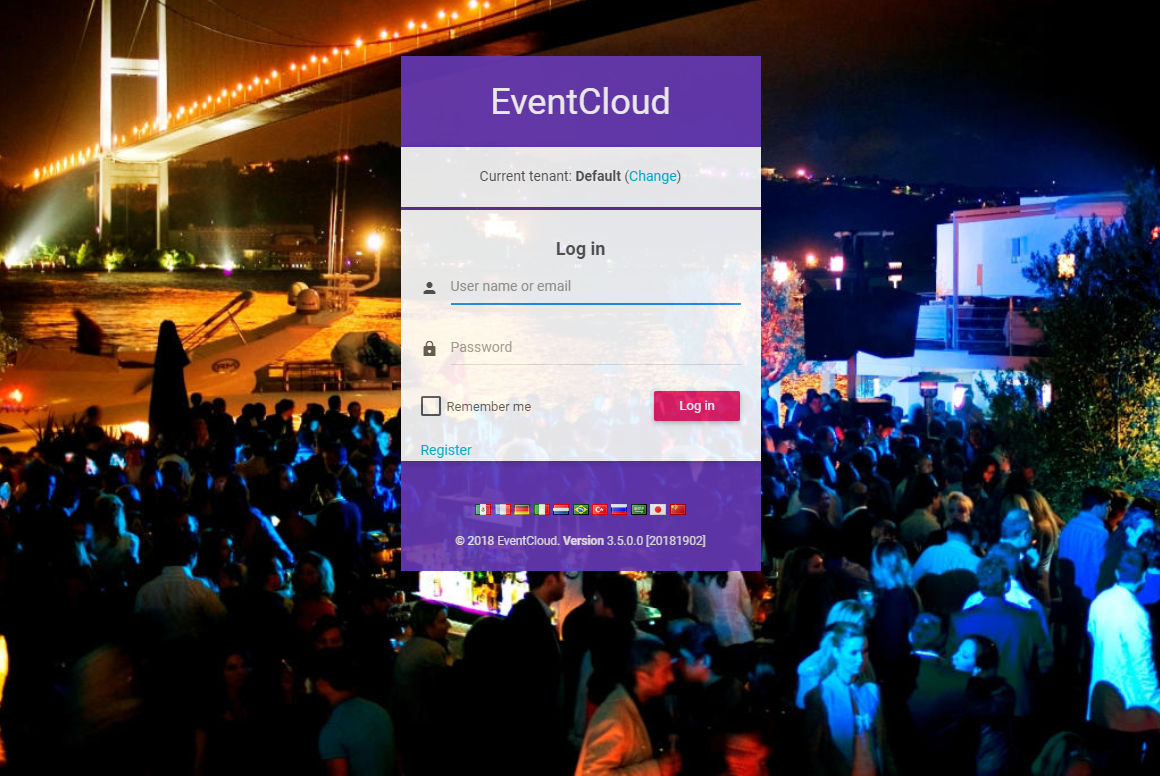 EventCloud
Current tenant: Default (Change)
Log in
User name or email
Password
Remember me
Log in
Register
© 2018 EventCloud. Version 3.5.0.0 [20181902]